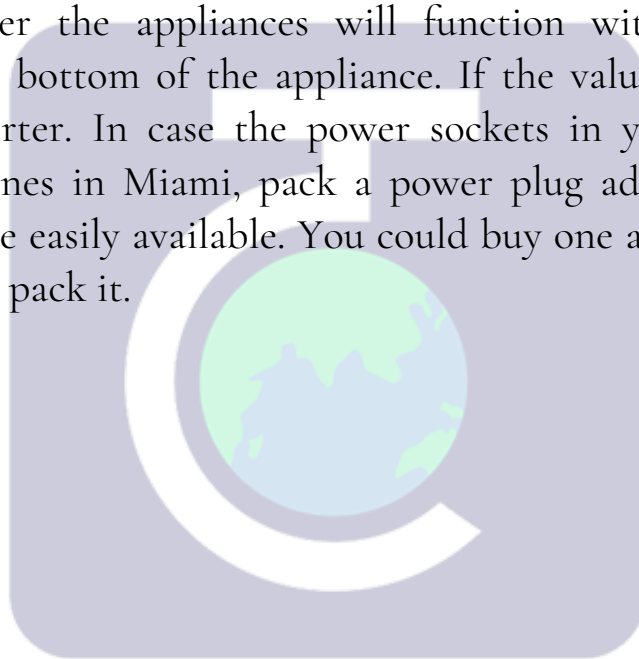 er the appliances will function wit
bottom of the appliance. If the valu
rter. In case the power sockets in y
nes in Miami, pack a power plug ad
e easily available. You could buy one a
pack it.